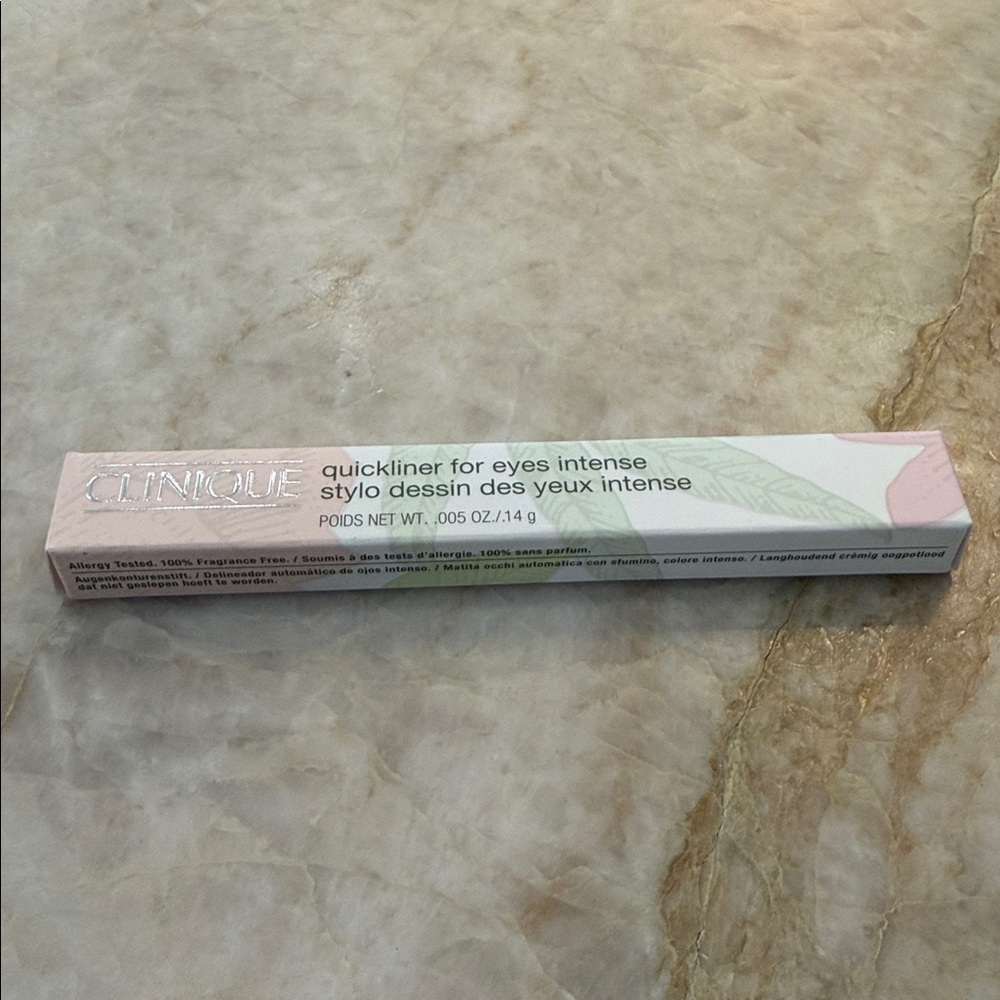 CLINIQUE
quickliner for eyes intense
stylo dessin des yeux intense
POIDS NET WT. .005 OZ./.14 g
Allergy Tested. 100% Fragrance Free. / Soumis à des tests d'allergie. 100% sans parfum.
Augenkonturenstift. / Delineador automático de ojos intenso. / Matita occhi automatica con sfumino, colore intenso. / Langhoudend crèmig oogpotlood
dat niet geslepen hoeft te worden.